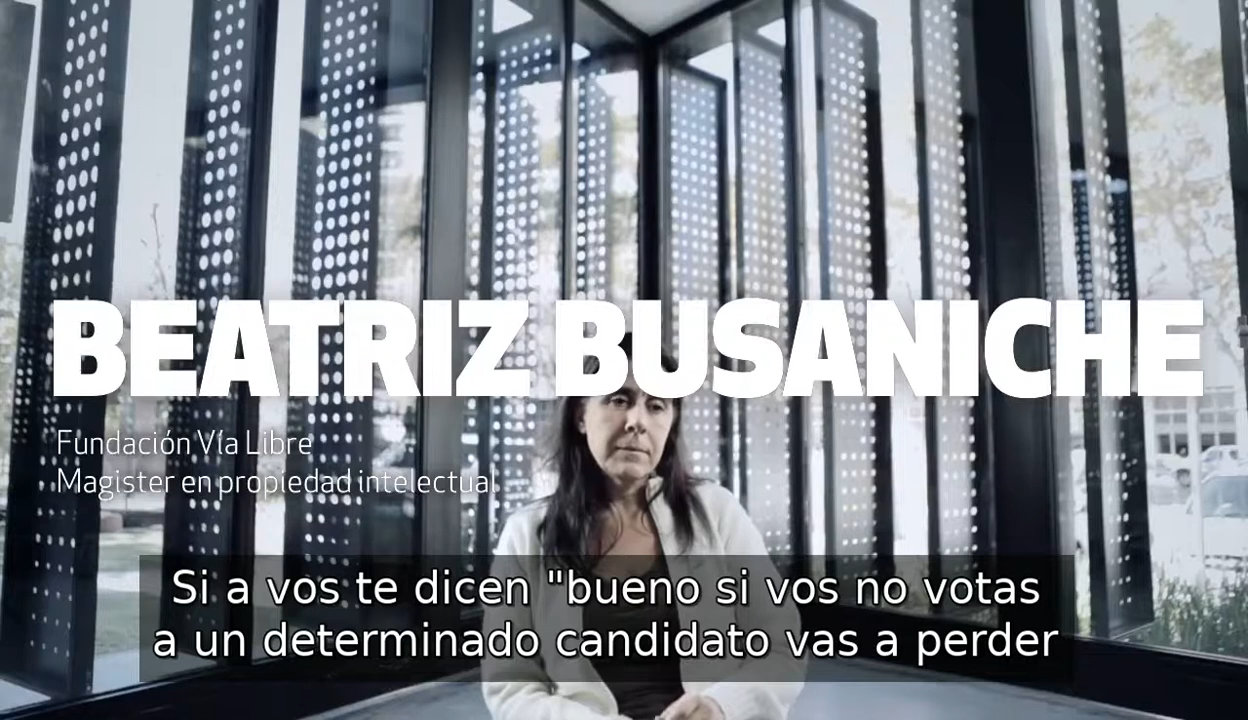 BEATRIZ BUSANICHE
Fundación Vía Libre
Magister en propiedad intelectual
Si a vos te dicen "bueno si vos no votas
a un determinado candidato vas a perder